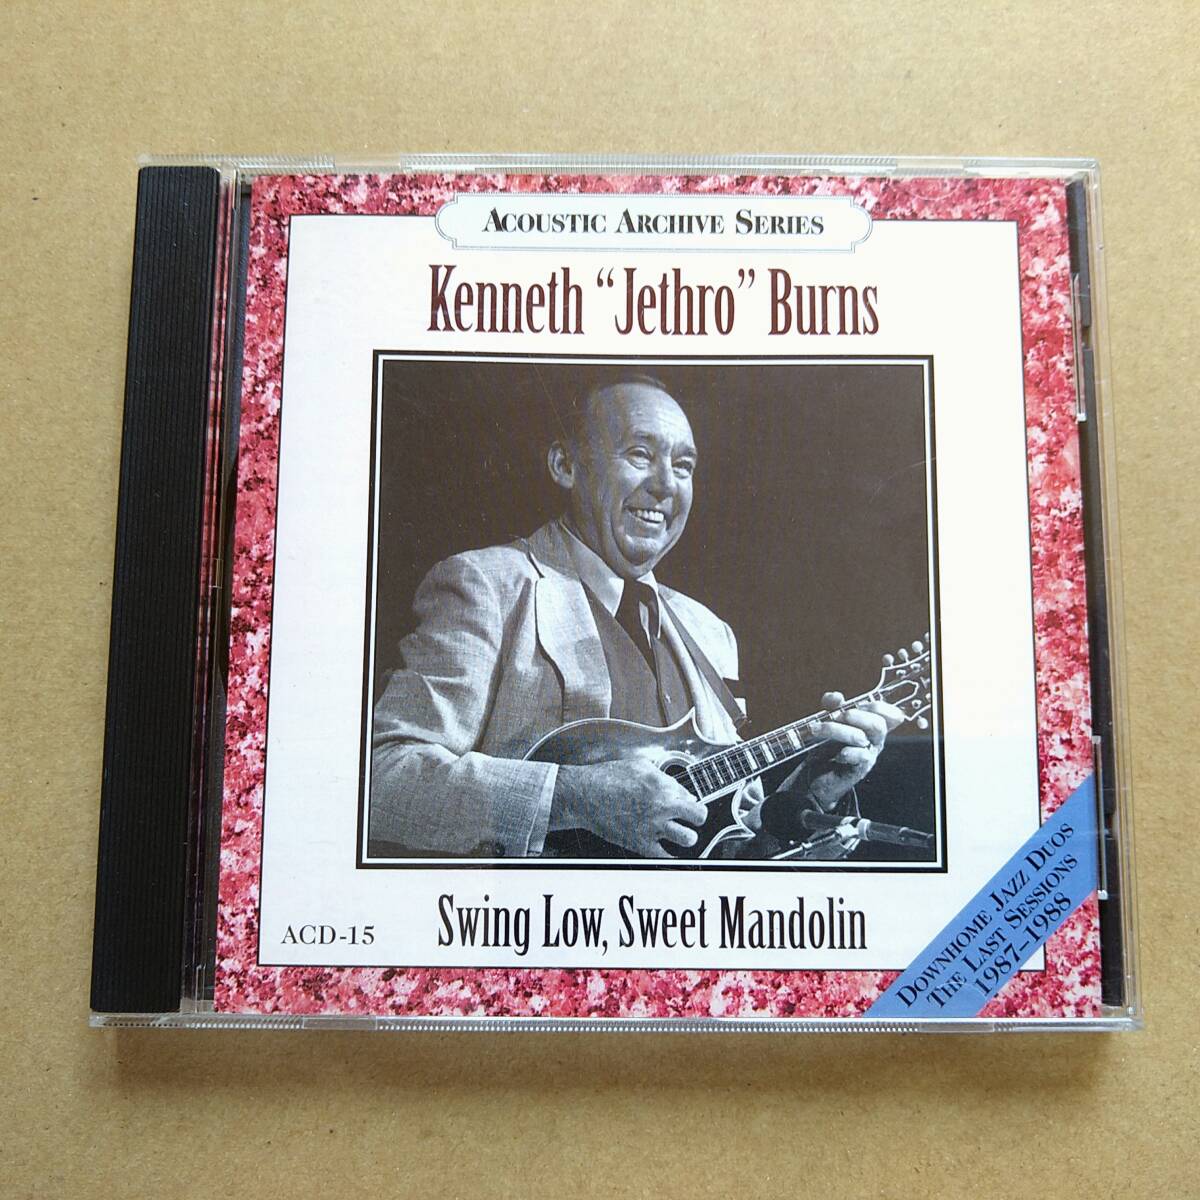 ACOUSTIC ARCHIVE SERIES
Kenneth “Jethro” Burns
ACD-15
Swing Low, Sweet Mandolin
DOWNHOME JAZZ DUOS
THE LAST SESSIONS
1987–1988